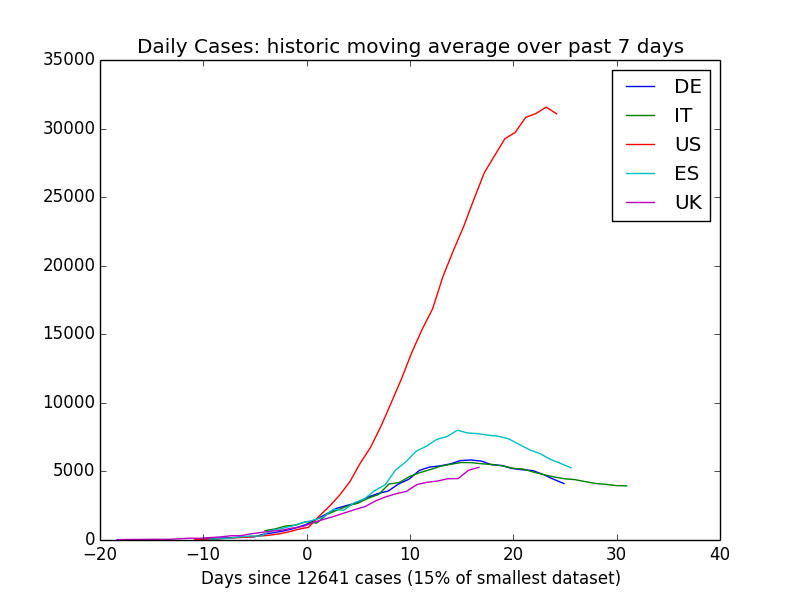 Daily Cases: historic moving average over past 7 days
35000
30000
25000
20000
15000
10000
5000
0
DE
IT
US
ES
UK
−20
−10
0
10
20
30
40
Days since 12641 cases (15% of smallest dataset)